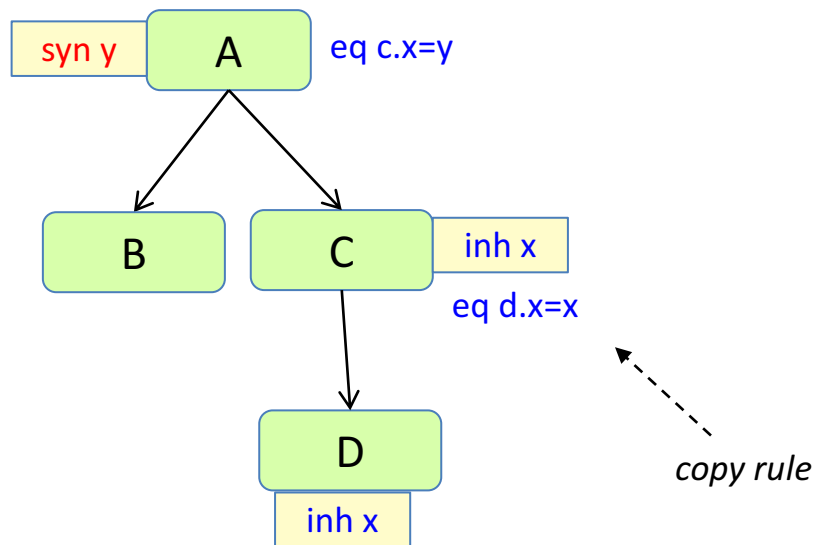 syn y
A
eq c.x=y
B
C
inh x
eq d.x=x
D
copy rule
inh x